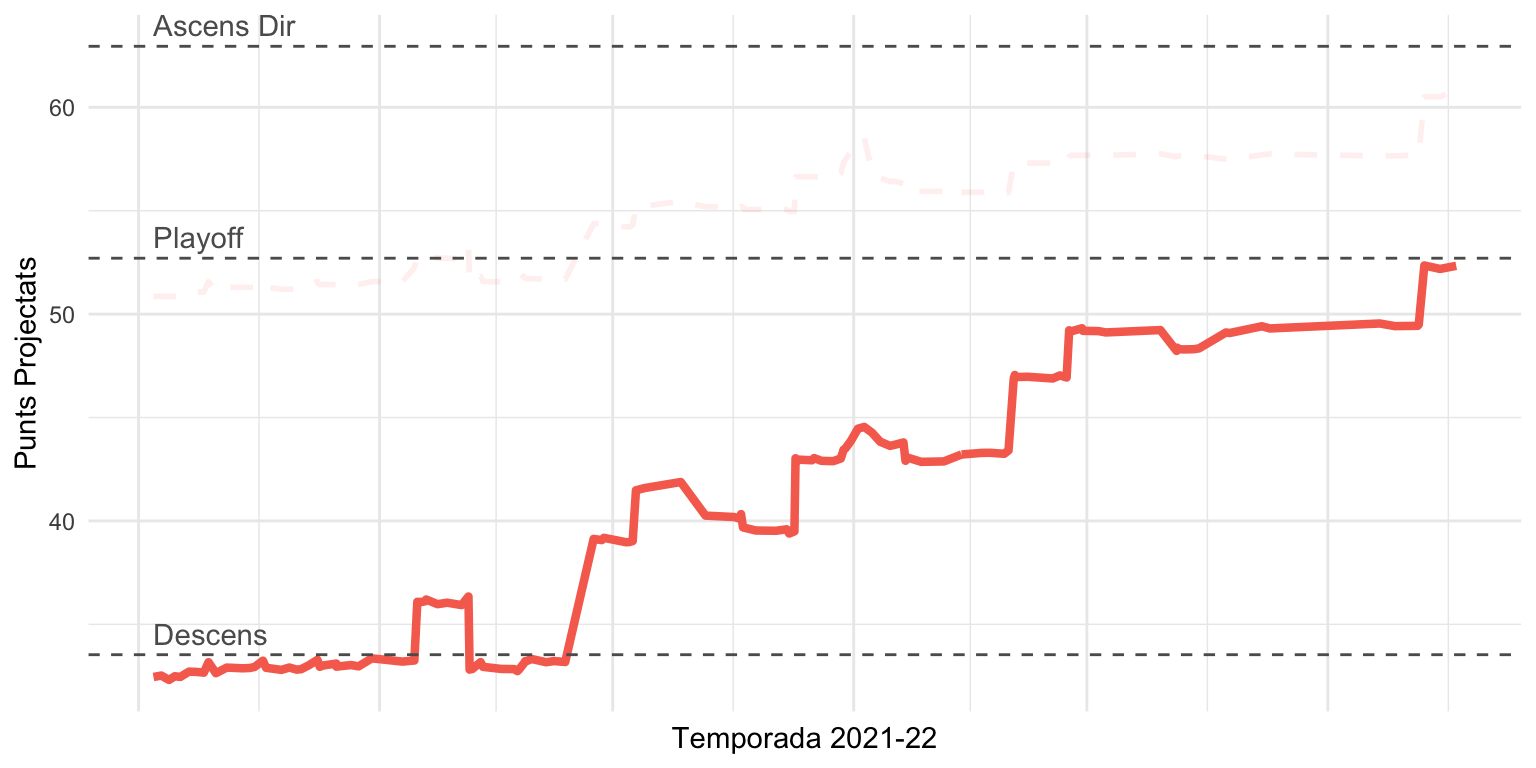 Ascens Dir
60
Playoff
50
Punts Projectats
40
Descens
Temporada 2021-22